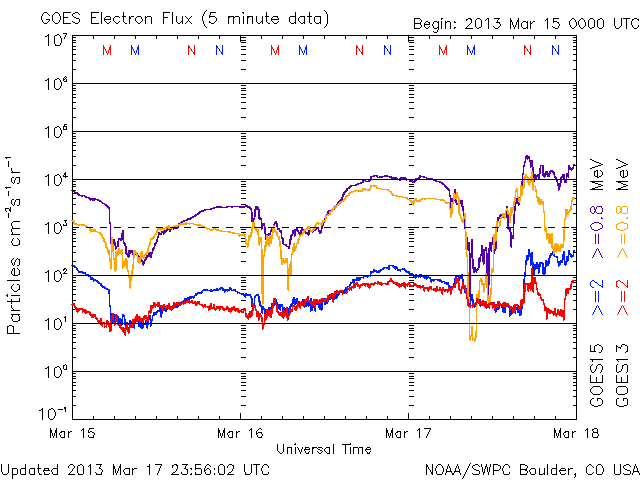 GOES Electron Flux (5 minute data)
Begin: 2013 Mar 15 0000 UTC
Particles cm⁻²s⁻¹sr⁻¹
10⁷
10⁶
10⁵
10⁴
10³
10²
10¹
10⁰
10⁻¹
M M N N M M N N M M N N
Mar 15 Mar 16 Mar 17 Mar 18
Universal Time
GOES15 >=2 >=0.8 MeV
GOES13 >=2 >=0.8 MeV
Updated 2013 Mar 17 23:56:02 UTC
NOAA/SWPC Boulder, CO USA